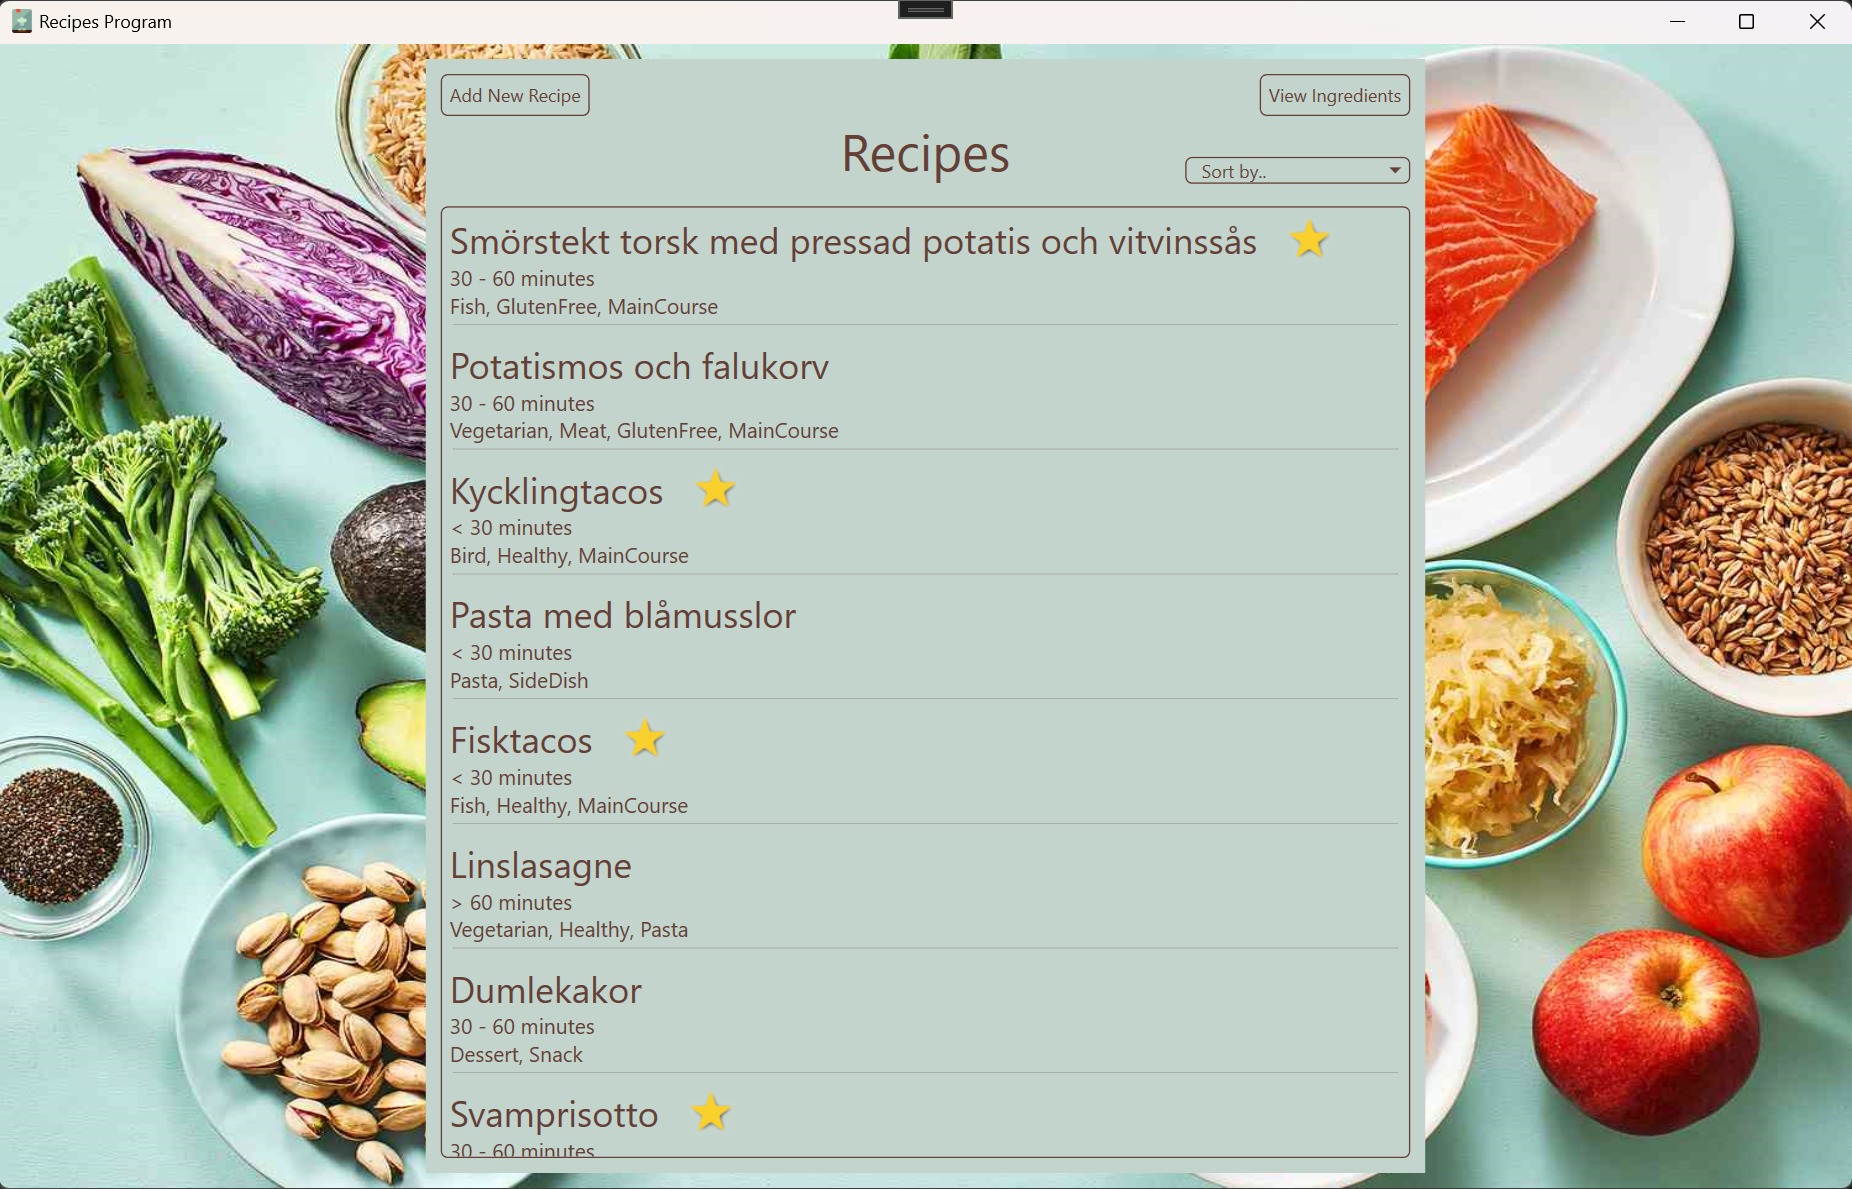 Recipes Program
Add New Recipe
View Ingredients
Recipes
Sort by..
Smörstekt torsk med pressad potatis och vitvinssås
30 - 60 minutes
Fish, GlutenFree, MainCourse
Potatismos och falukorv
30 - 60 minutes
Vegetarian, Meat, GlutenFree, MainCourse
Kycklingtacos
< 30 minutes
Bird, Healthy, MainCourse
Pasta med blåmusslor
< 30 minutes
Pasta, SideDish
Fisktacos
< 30 minutes
Fish, Healthy, MainCourse
Linslasagne
> 60 minutes
Vegetarian, Healthy, Pasta
Dumlekakor
30 - 60 minutes
Dessert, Snack
Svamprisotto
30 - 60 minutes